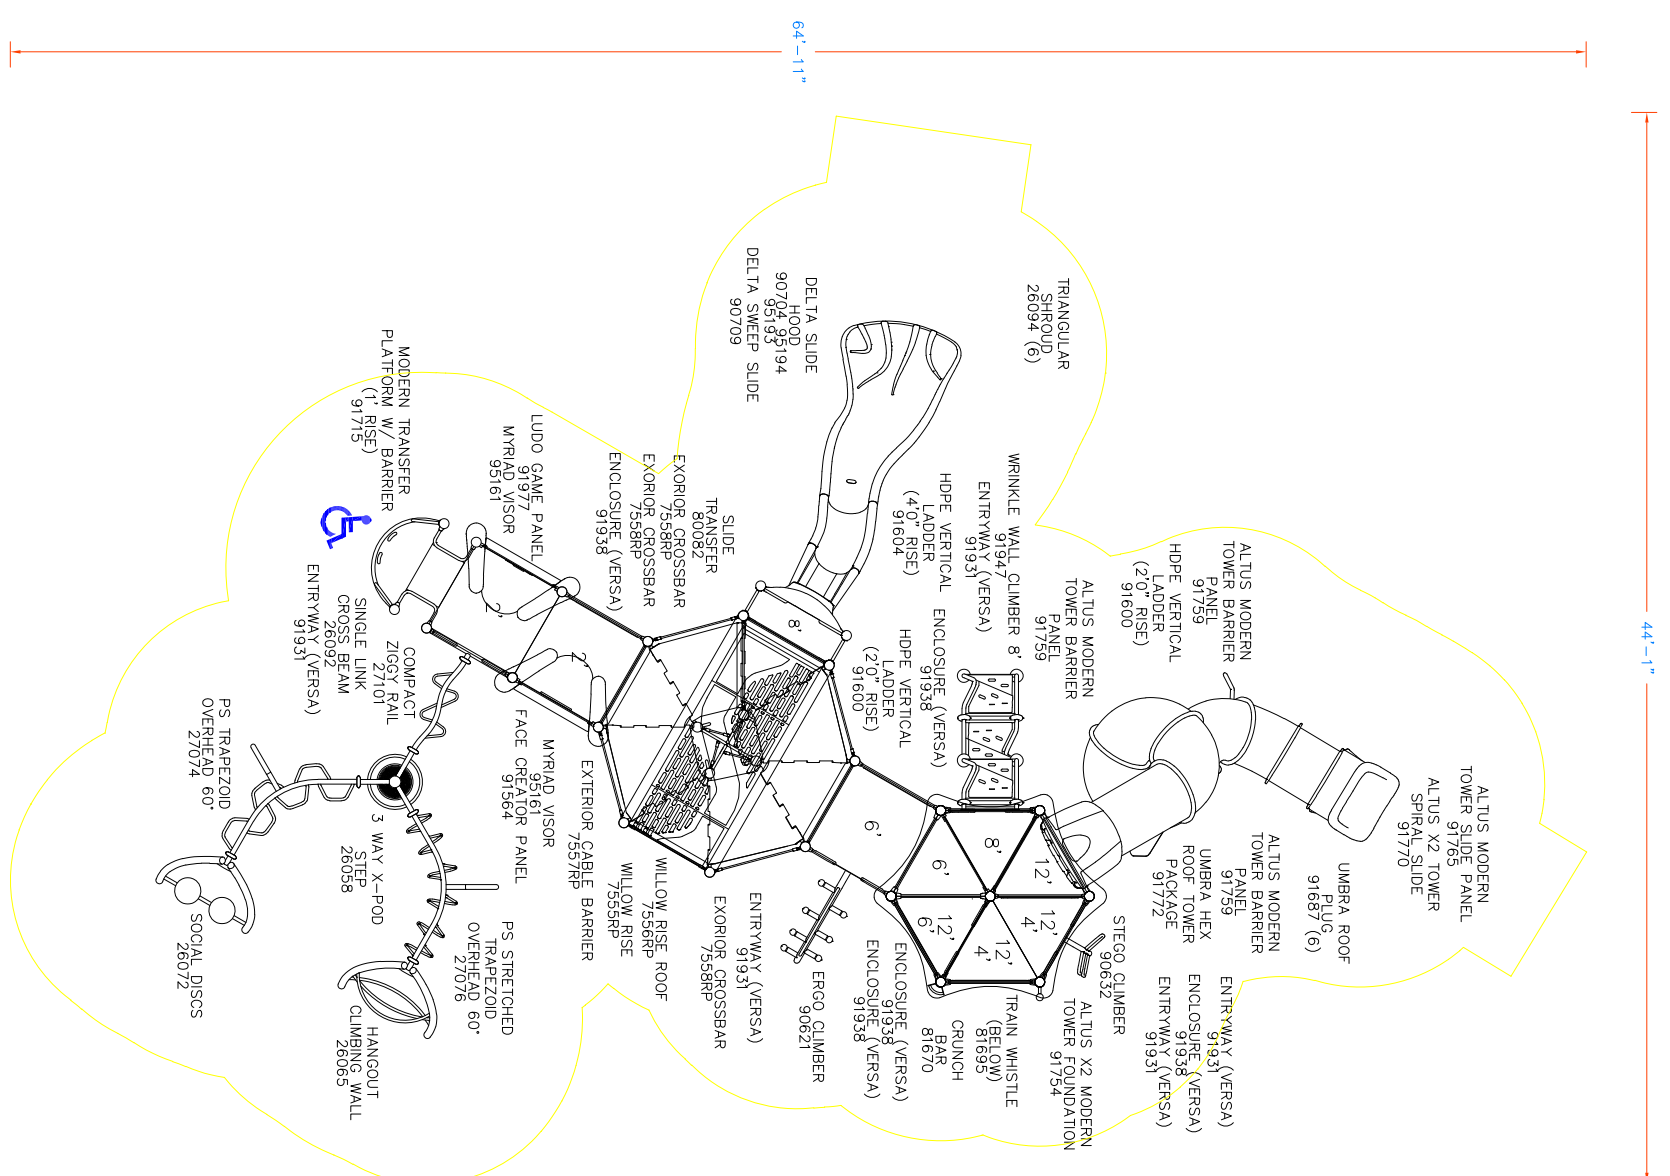 64'-11"
44'-1"
TRIANGULAR
SHROUD
26094 (6)
DELTA SLIDE
HOOD
90704,95194
95193
DELTA SWEEP SLIDE
90709
MODERN TRANSFER
PLATFORM W/ BARRIER
(1' RISE)
91715
LUDO GAME PANEL
91977
MYRIAD VISOR
95161
EXORIOR CROSSBAR
7558RP
EXORIOR CROSSBAR
7558RP
ENCLOSURE (VERSA)
91938
SLIDE
TRANSFER
80082
HDPE VERTICAL
LADDER
(4'0" RISE)
91604
WRINKLE WALL CLIMBER 8'
91947
ENTRYWAY (VERSA)
91931
ENCLOSURE (VERSA)
91938
HDPE VERTICAL
LADDER
(2'0" RISE)
91600
ALTUS MODERN
TOWER BARRIER
PANEL
91759
ALTUS MODERN
TOWER BARRIER
PANEL
91759
HDPE VERTICAL
LADDER
(2'0" RISE)
91600
ALTUS MODERN
TOWER SLIDE PANEL
91765
ALTUS X2 TOWER
SPIRAL SLIDE
91770
UMBRA ROOF
PLUG
91687 (6)
ALTUS MODERN
TOWER BARRIER
PANEL
91759
UMBRA HEX
ROOF TOWER
PACKAGE
91772
STEGO CLIMBER
90632
ENTRYWAY (VERSA)
91931
ENCLOSURE (VERSA)
91938
ENTRYWAY (VERSA)
91931
ALTUS X2 MODERN
TOWER FOUNDATION
91754
TRAIN WHISTLE
(BELOW)
81695
CRUNCH
BAR
81670
ENCLOSURE (VERSA)
91938
ENCLOSURE (VERSA)
91938
ERGO CLIMBER
90621
ENTRYWAY (VERSA)
91931
EXORIOR CROSSBAR
7558RP
WILLOW RISE ROOF
7556RP
WILLOW RISE
7555RP
EXTERIOR CABLE BARRIER
7557RP
MYRIAD VISOR
95161
FACE CREATOR PANEL
91564
COMPACT
ZIGGY RAIL
27101
SINGLE LINK
CROSS BEAM
26092
ENTRYWAY (VERSA)
91931
PS TRAPEZOID
OVERHEAD 60°
27074
3 WAY X-POD
STEP
26058
PS STRETCHED
TRAPEZOID
OVERHEAD 60°
27076
SOCIAL DISCS
26072
HANGOUT
CLIMBING WALL
26065
8'
2'
6'
8'
12'
6'
12'
4'
12'
6'
12'
4'